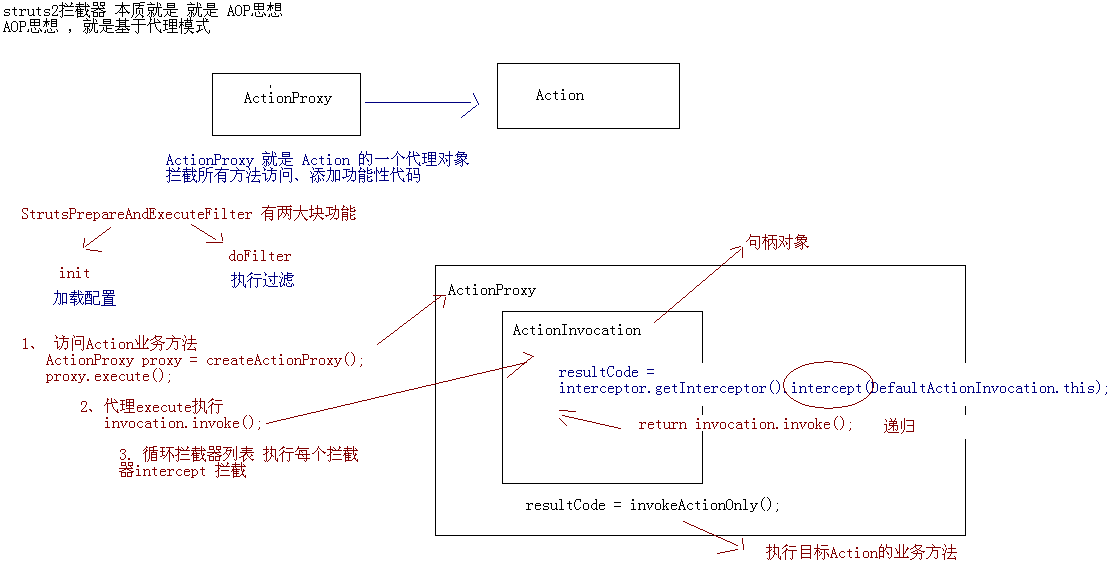 struts2拦截器 本质就是 就是 AOP思想
AOP思想 , 就是基于代理模式
ActionProxy
Action
ActionProxy 就是 Action 的一个代理对象
拦截所有方法访问、添加功能性代码
StrutsPrepareAndExecuteFilter 有两大块功能
init
加载配置
doFilter
执行过滤
句柄对象
ActionProxy
ActionInvocation
1、 访问Action业务方法
ActionProxy proxy = createActionProxy();
proxy.execute();
2、代理execute执行
invocation.invoke();
3. 循环拦截器列表 执行每个拦截
器intercept 拦截
resultCode =
interceptor.getInterceptor().intercept(DefaultActionInvocation.this);
return invocation.invoke(); 递归
resultCode = invokeActionOnly();
执行目标Action的业务方法